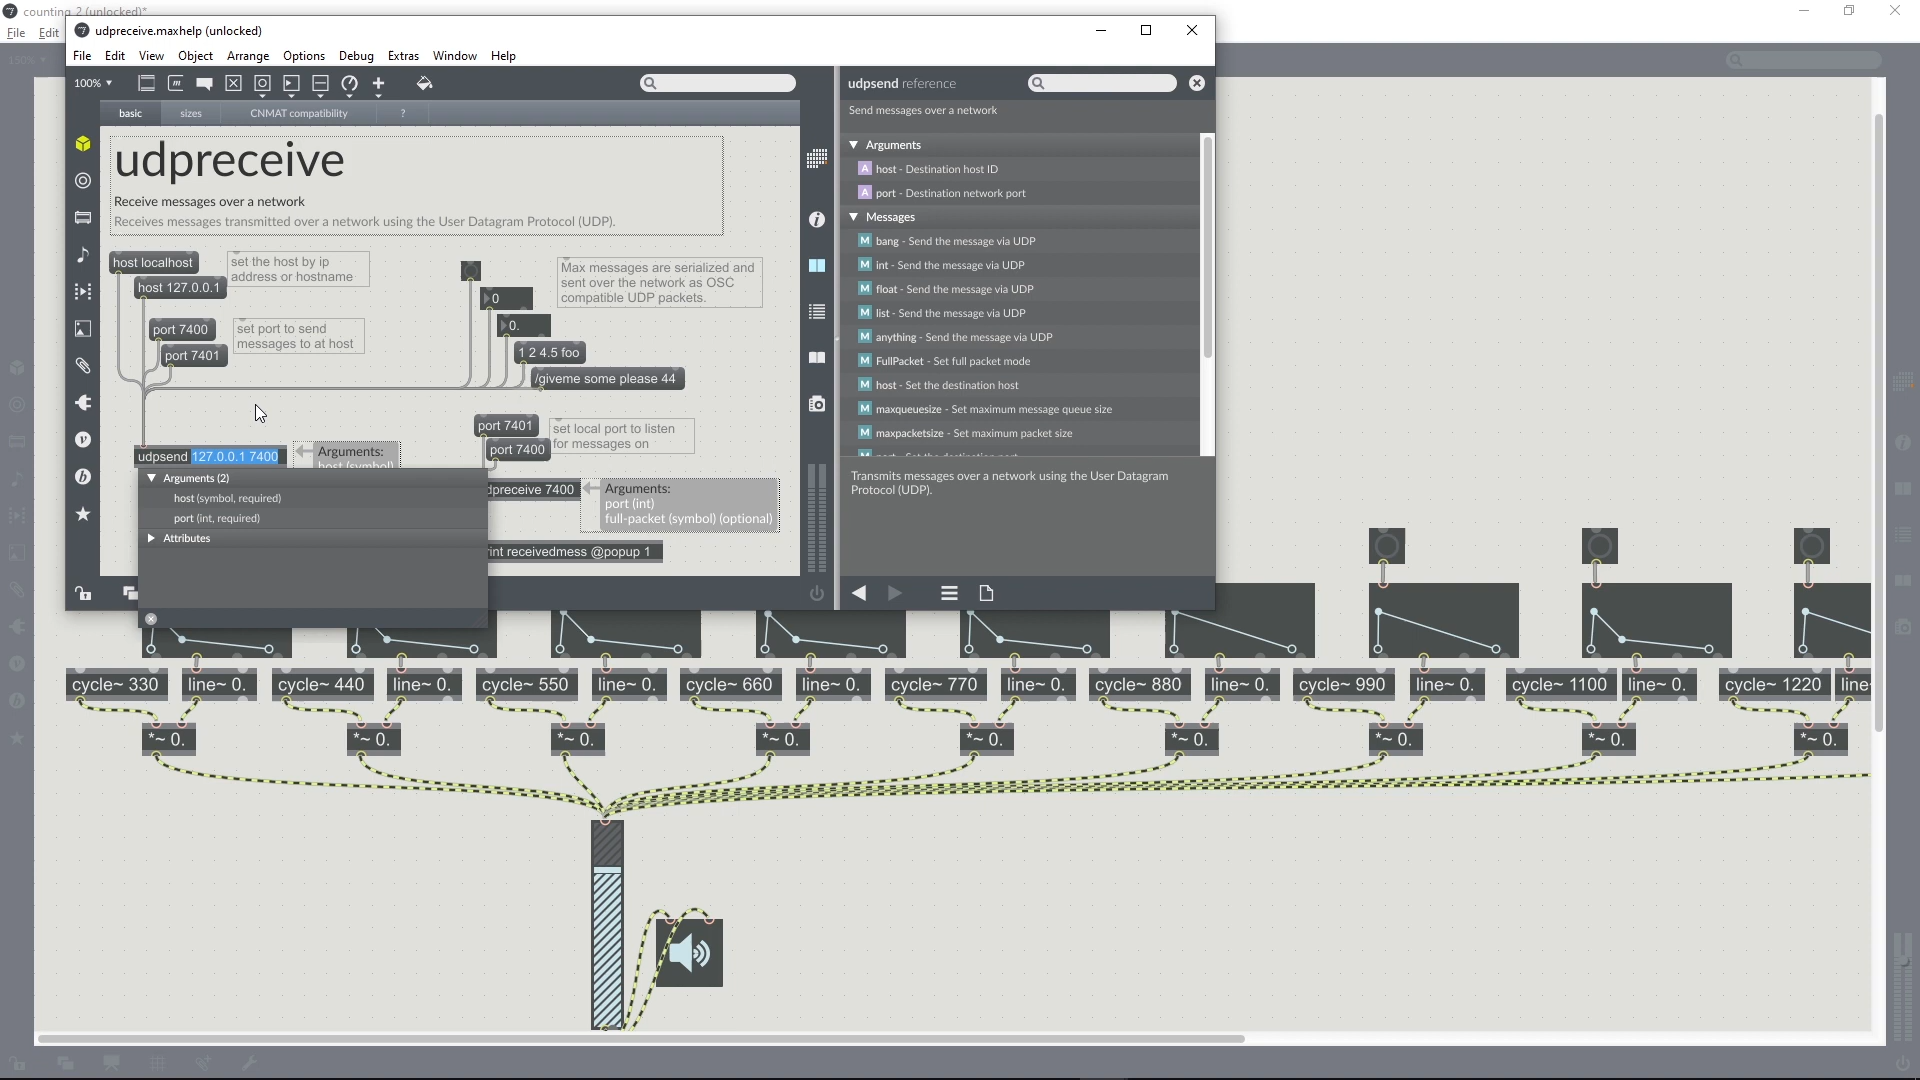 counting 2 (unlocked)*
File Edit
150%
udpreceive.maxhelp (unlocked)
File Edit View Object Arrange Options Debug Extras Window Help
100%
basic sizes CNMAT compatibility ?
udpreceive
Receive messages over a network
Receives messages transmitted over a network using the User Datagram Protocol (UDP).
host localhost
set the host by ip
address or hostname
host 127.0.0.1
port 7400
set port to send
messages to at host
port 7401
0
0.
1 2 4.5 foo
/giveme some please 44
Max messages are serialized and
sent over the network as OSC
compatible UDP packets.
port 7401
set local port to listen
for messages on
port 7400
udpsend 127.0.0.1 7400
Arguments:
host (symbol)
Arguments (2)
host (symbol, required)
port (int, required)
Attributes
dpreceive 7400
Arguments:
port (int)
full-packet (symbol) (optional)
int receivedmess @popup 1
udpsend reference
Send messages over a network
Arguments
A host - Destination host ID
A port - Destination network port
Messages
M bang - Send the message via UDP
M int - Send the message via UDP
M float - Send the message via UDP
M list - Send the message via UDP
M anything - Send the message via UDP
M FullPacket - Set full packet mode
M host - Set the destination host
M maxqueuesize - Set maximum message queue size
M maxpacketsize - Set maximum packet size
Transmits messages over a network using the User Datagram
Protocol (UDP).
cycle~ 330 line~ 0. cycle~ 440 line~ 0. cycle~ 550 line~ 0. cycle~ 660 line~ 0. cycle~ 770 line~ 0. cycle~ 880 line~ 0. cycle~ 990 line~ 0. cycle~ 1100 line~ 0. cycle~ 1220 line
*~ 0. *~ 0. *~ 0. *~ 0. *~ 0. *~ 0. *~ 0. *~ 0. *~ 0.